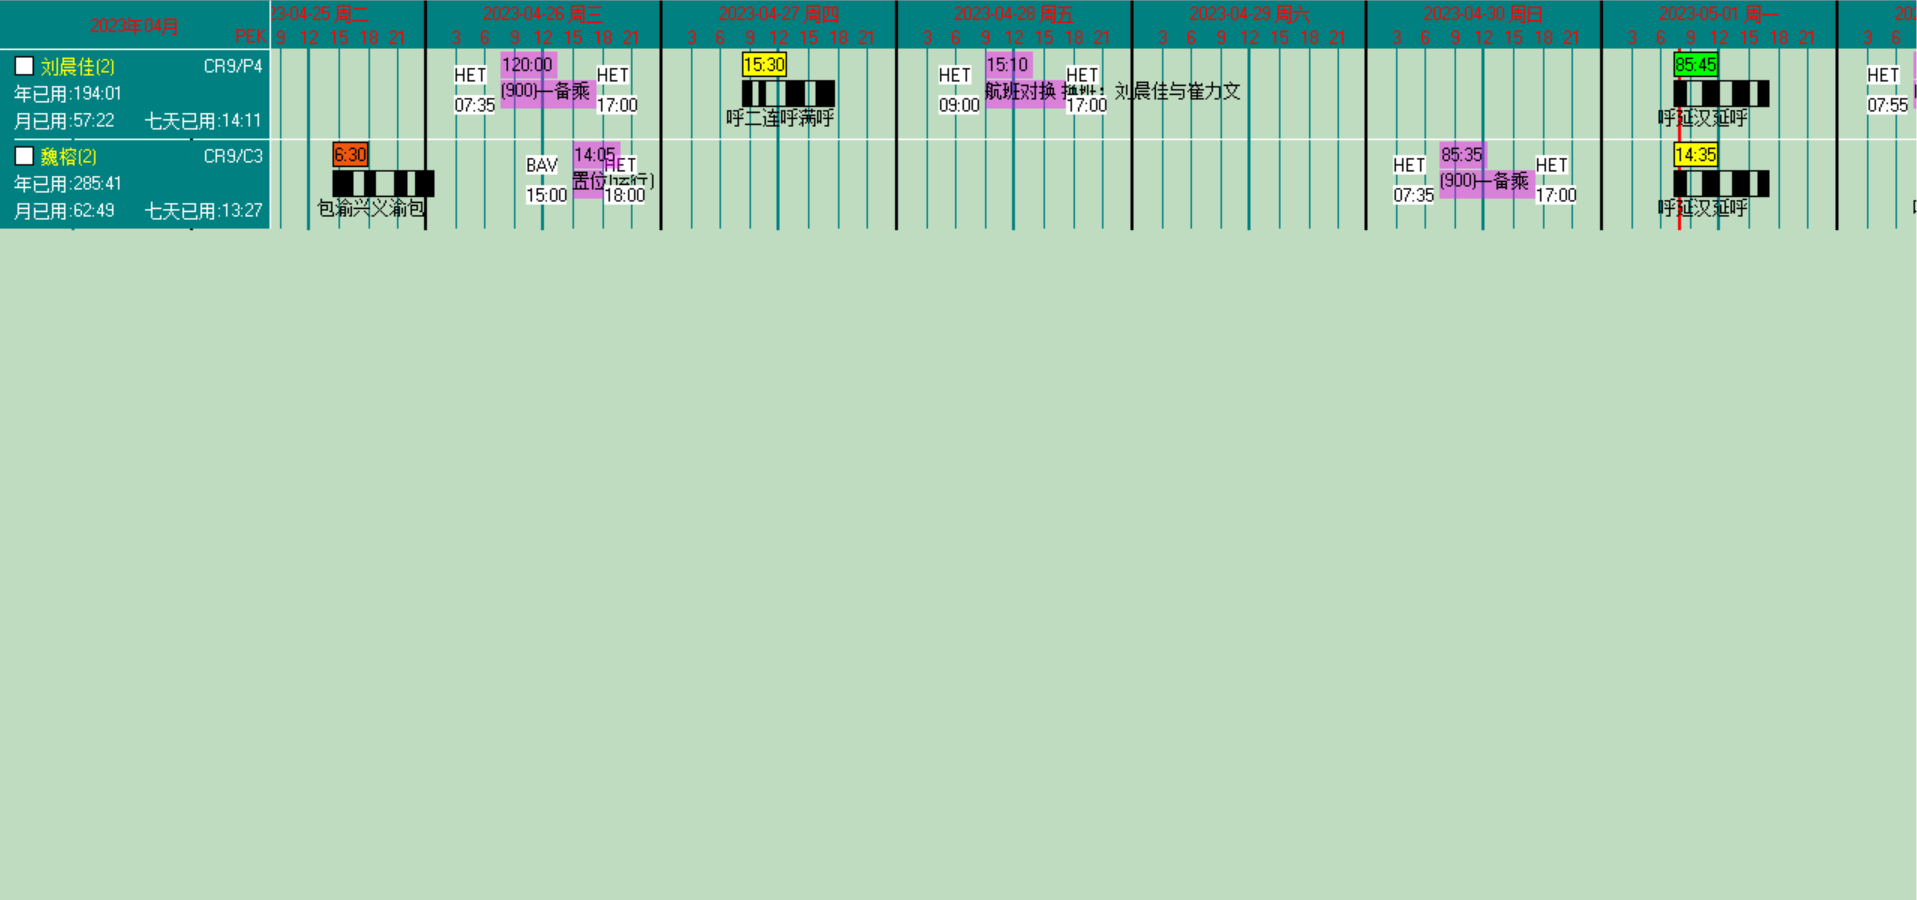 2023年04月
PEK
23-04-25 周二
9 12 15 18 21
2023-04-26 周三
3 6 9 12 15 18 21
2023-04-27 周四
3 6 9 12 15 18 21
2023-04-28 周五
3 6 9 12 15 18 21
2023-04-29 周六
3 6 9 12 15 18 21
2023-04-30 周日
3 6 9 12 15 18 21
2023-05-01 周一
3 6 9 12 15 18 21
202
3 6
刘晨佳(2) CR9/P4
年已用:194:01
月已用:57:22 七天已用:14:11
HET
07:35
120:00
(900)—备乘
HET
17:00
15:30
呼二连呼满呼
HET
09:00
15:10
航班对换 换班：刘晨佳与崔力文
HET
17:00
85:45
呼延汉延呼
HET
07:55
魏榕(2) CR9/C3
年已用:285:41
月已用:62:49 七天已用:13:27
6:30
包渝兴义渝包
BAV
15:00
14:05
置位(运行)
HET
18:00
HET
07:35
85:35
(900)—备乘
HET
17:00
14:35
呼延汉延呼